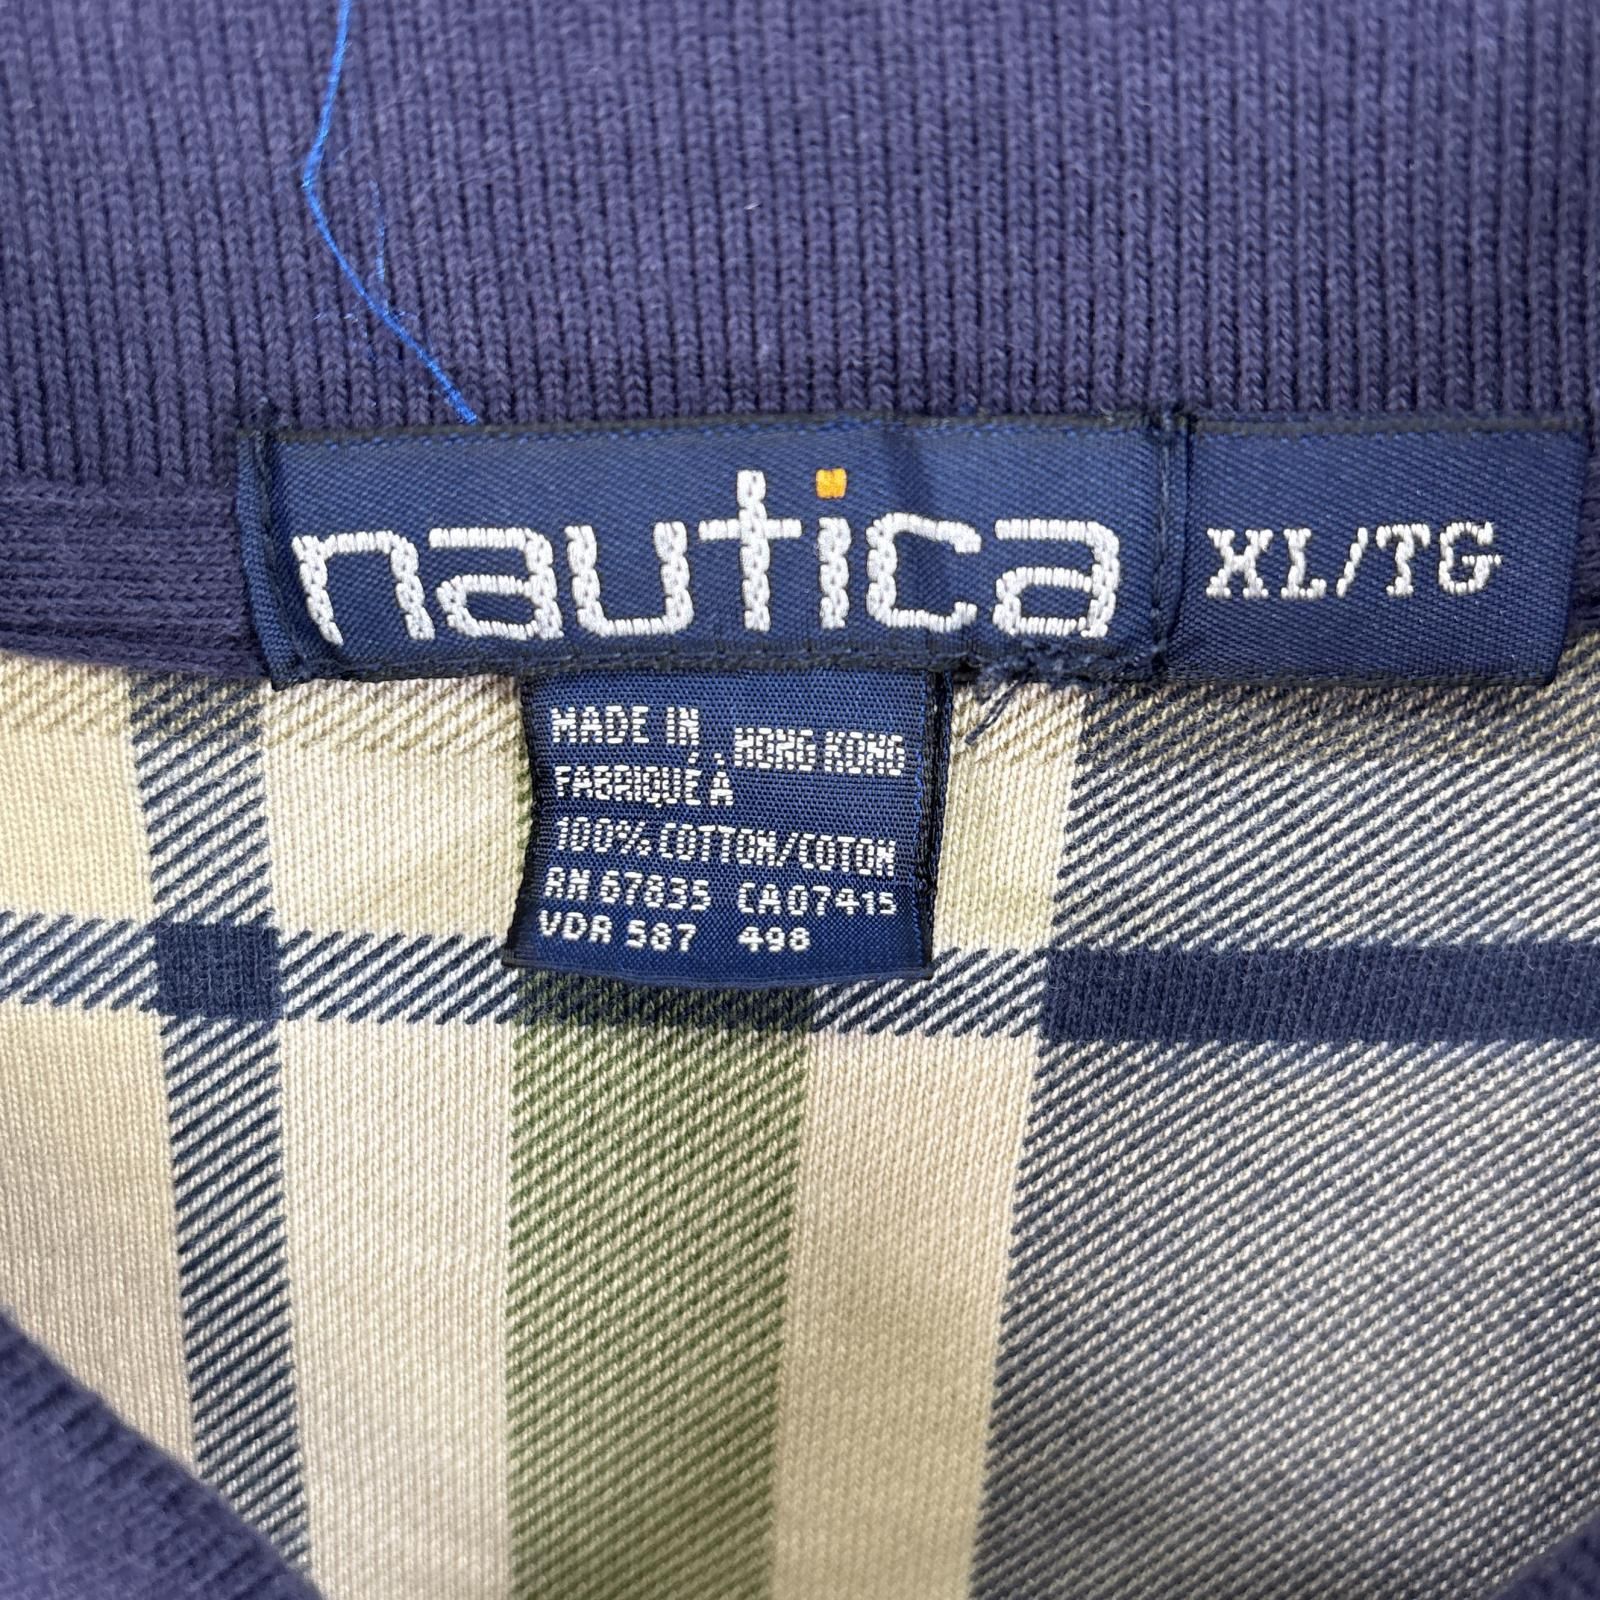 nautica
XL/TG
MADE IN HONG KONG
FABRIQUÉ À
100% COTTON/COTON
RN 67835 CA07415
VDR 587 498